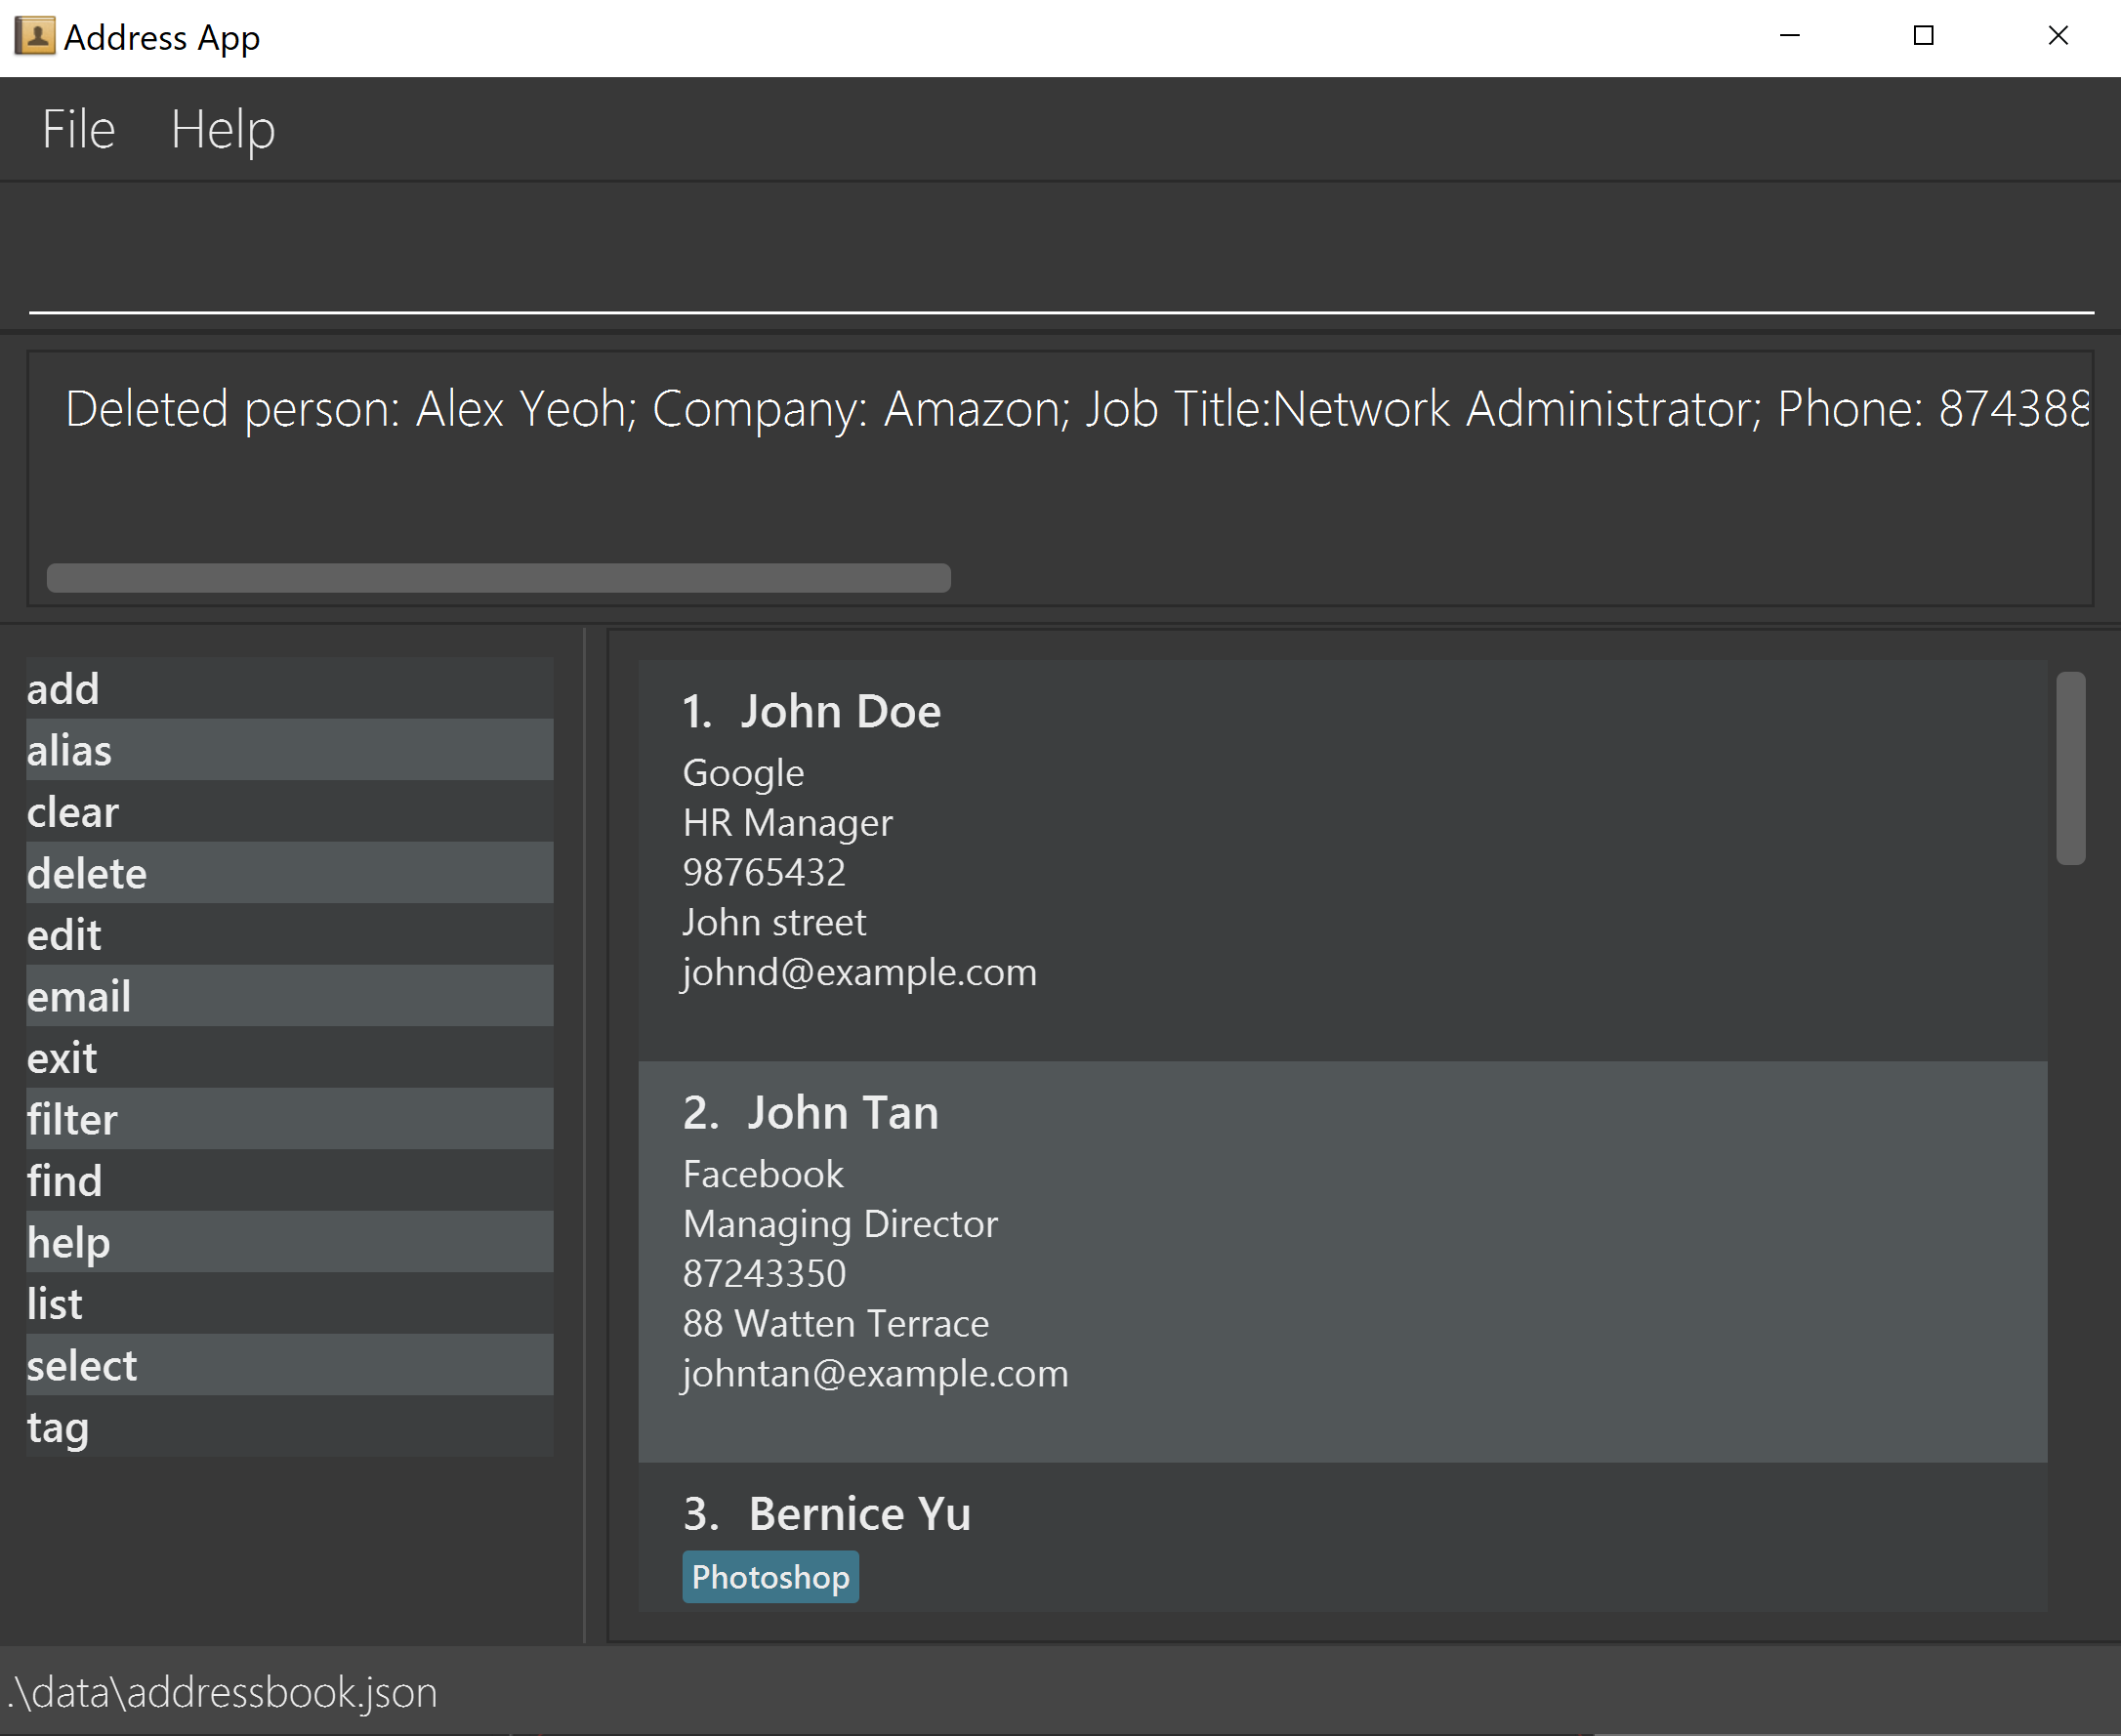 Address App
File Help
Deleted person: Alex Yeoh; Company: Amazon; Job Title:Network Administrator; Phone: 874388
add
alias
clear
delete
edit
email
exit
filter
find
help
list
select
tag
1. John Doe
Google
HR Manager
98765432
John street
johnd@example.com
2. John Tan
Facebook
Managing Director
87243350
88 Watten Terrace
johntan@example.com
3. Bernice Yu
Photoshop
.\data\addressbook.json